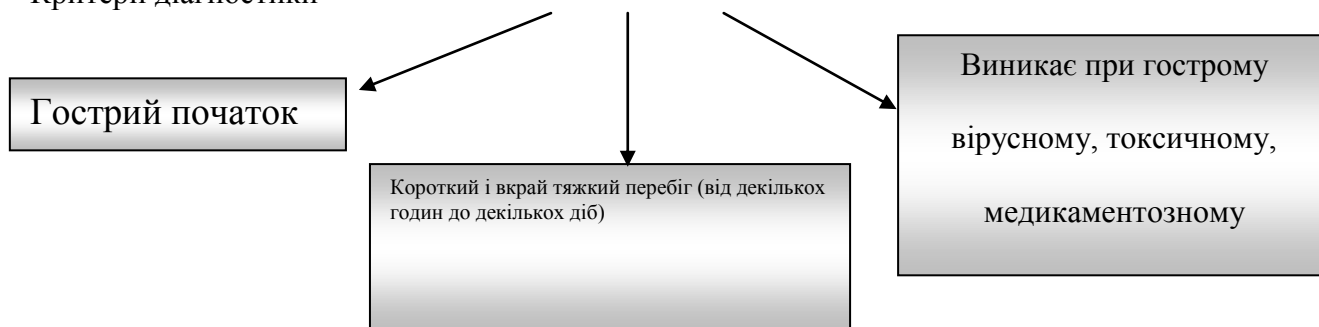 Критерії діагностики
Гострий початок
Короткий і вкрай тяжкий перебіг (від декількох
годин до декількох діб)
Виникає при гострому
вірусному, токсичному,
медикаментозному